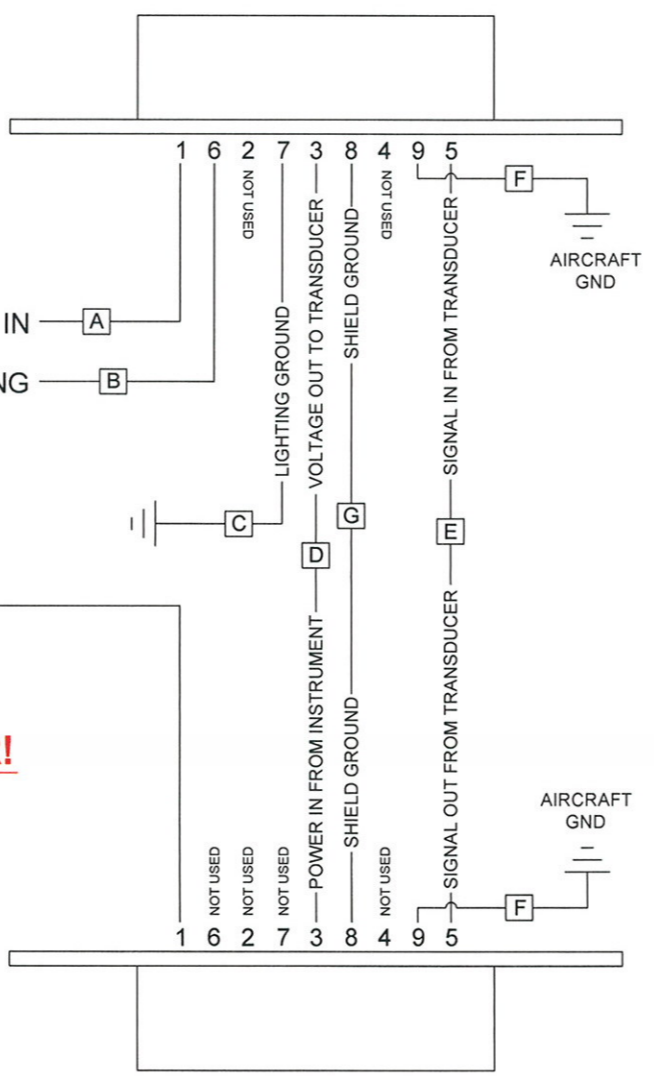 1 6 2 7 3 8 4 9 5
NOT USED
NOT USED
F
AIRCRAFT
GND
IN
A
B
LIGHTING GROUND
VOLTAGE OUT TO TRANSDUCER
SHIELD GROUND
SIGNAL IN FROM TRANSDUCER
C
D
G
E
POWER IN FROM INSTRUMENT
SHIELD GROUND
SIGNAL OUT FROM TRANSDUCER
AIRCRAFT
GND
F
NOT USED
NOT USED
NOT USED
NOT USED
1 6 2 7 3 8 4 9 5